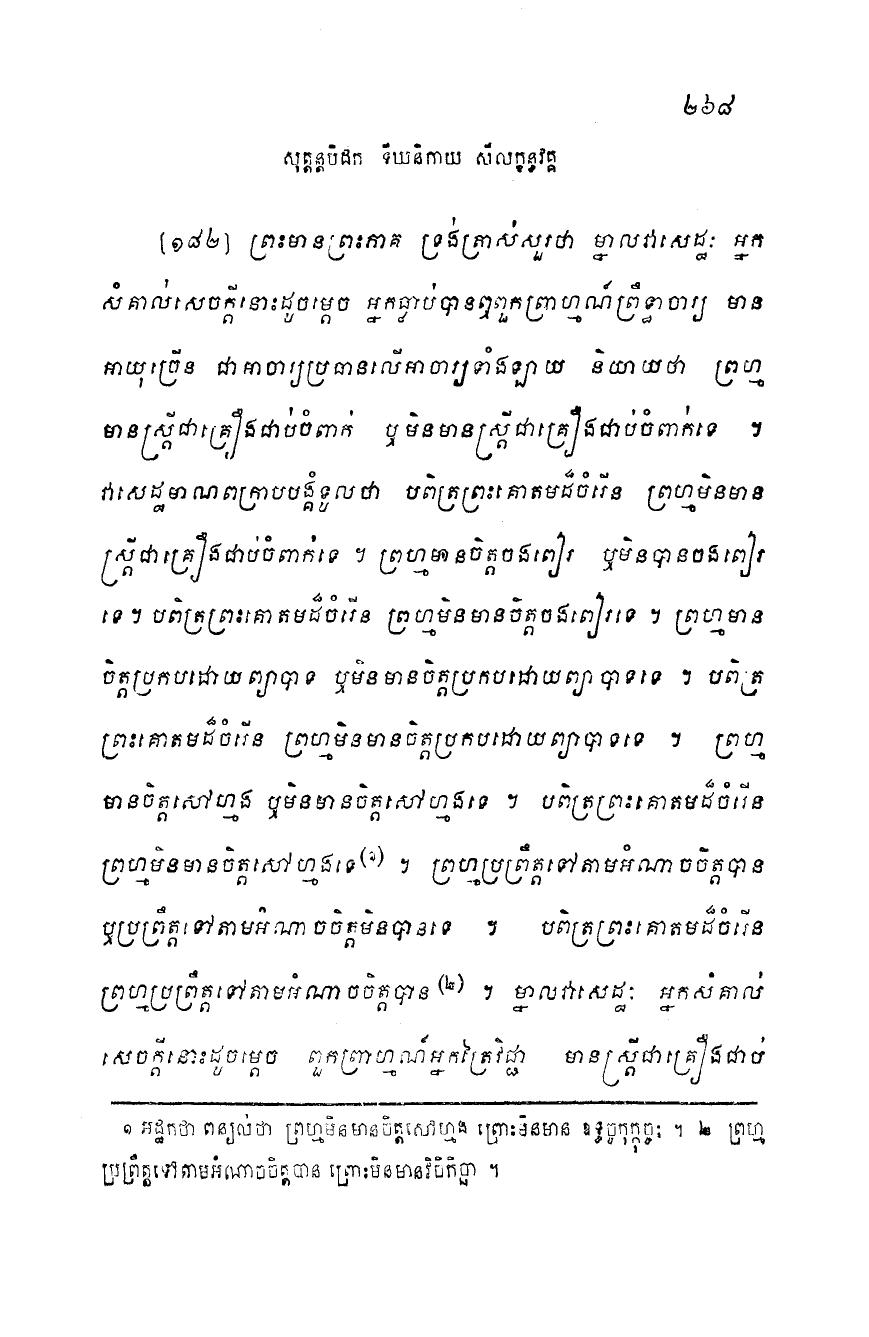 ២៦៨
សុត្តន្តបិដក ទីឃនិកាយ សីលក្ខន្ធវគ្គ
[១៨២] ព្រះមានព្រះភាគ ទ្រង់ត្រាស់សួរថា ម្នាលវាសេដ្ឋៈ អ្នក
សំគាល់សេចក្តីនោះដូចម្តេច អ្នកធ្លាប់បានឮពួកព្រាហ្មណ៍ព្រឹទ្ធាចារ្យ មាន
អាយុច្រើន ជាអាចារ្យប្រធានលើអាចារ្យទាំងឡាយ និយាយថា ព្រហ្ម
មានស្ត្រីជាគ្រឿងជាប់ចំពាក់ ឬមិនមានស្ត្រីជាគ្រឿងជាប់ចំពាក់ទេ ។
វាសេដ្ឋមាណពក្រាបបង្គំទូលថា បពិត្រព្រះគោតមដ៏ចំរើន ព្រហ្មមិនមាន
ស្ត្រីជាគ្រឿងជាប់ចំពាក់ទេ ។ ព្រហ្មមានចិត្តចងពៀរ ឬមិនបានចងពៀរ
ទេ។ បពិត្រព្រះគោតមដ៏ចំរើន ព្រហ្មមិនមានចិត្តចងពៀរទេ ។ ព្រហ្មមាន
ចិត្តប្រកបដោយព្យាបាទ ឬមិនមានចិត្តប្រកបដោយព្យាបាទទេ ។ បពិត្រ
ព្រះគោតមដ៏ចំរើន ព្រហ្មមិនមានចិត្តប្រកបដោយព្យាបាទទេ ។ ព្រហ្ម
មានចិត្តសៅហ្មង ឬមិនមានចិត្តសៅហ្មងទេ ។ បពិត្រព្រះគោតមដ៏ចំរើន
ព្រហ្មមិនមានចិត្តសៅហ្មងទេ(១) ។ ព្រហ្មប្រព្រឹត្តទៅតាមអំណាចចិត្តបាន
ឬប្រព្រឹត្តទៅតាមអំណាចចិត្តមិនបានទេ ។ បពិត្រព្រះគោតមដ៏ចំរើន
ព្រហ្មប្រព្រឹត្តទៅតាមអំណាចចិត្តបាន(២) ។ ម្នាលវាសេដ្ឋៈ អ្នកសំគាល់
សេចក្តីនោះដូចម្តេច ពួកព្រាហ្មណ៍អ្នកត្រៃវិជ្ជា មានស្ត្រីជាគ្រឿងជាប់
១ អដ្ឋកថា ពន្យល់ថា ព្រហ្មមិនមានចិត្តសៅហ្មង ព្រោះមិនមាន ឧទ្ធច្ចកុក្កុច្ចៈ ។ ២ ព្រហ្ម
ប្រព្រឹត្តទៅតាមអំណាចចិត្តបាន ព្រោះមិនមានវិចិកិច្ឆា ។